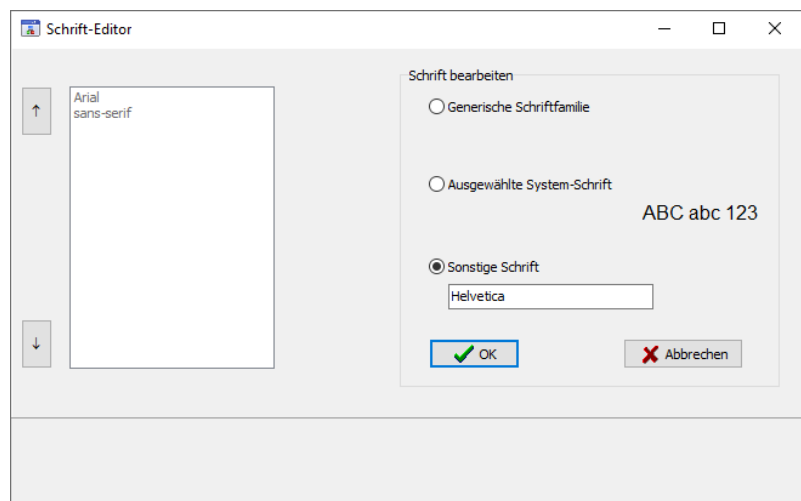 Schrift-Editor
Arial
sans-serif
↑
↓
Schrift bearbeiten
Generische Schriftfamilie
Ausgewählte System-Schrift
ABC abc 123
Sonstige Schrift
Helvetica
OK
Abbrechen